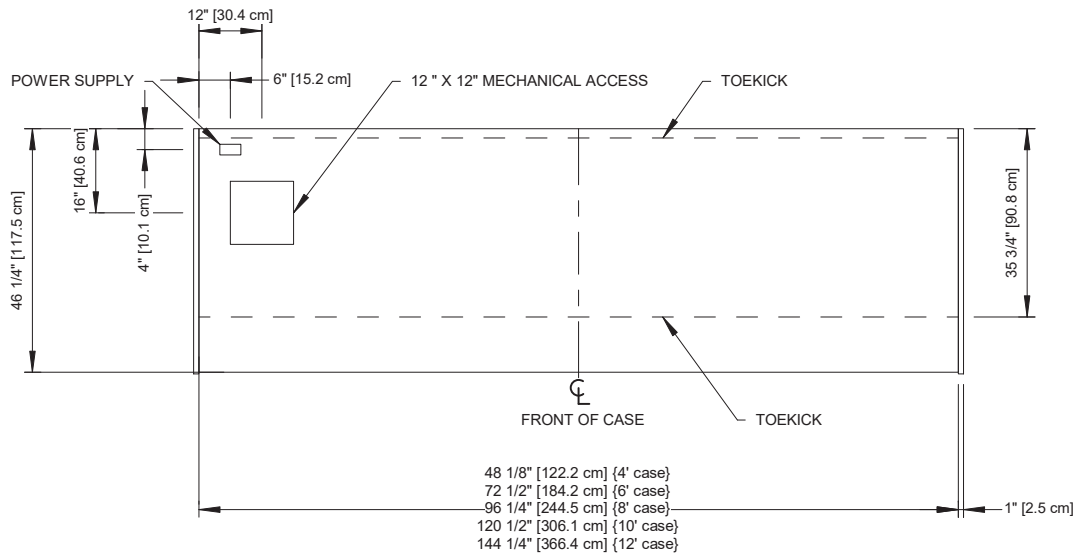 12" [30.4 cm]
POWER SUPPLY
6" [15.2 cm]
12 " X 12" MECHANICAL ACCESS
TOEKICK
46 1/4" [117.5 cm]
16" [40.6 cm]
4" [10.1 cm]
35 3/4" [90.8 cm]
℄
FRONT OF CASE
TOEKICK
48 1/8" [122.2 cm] {4' case}
72 1/2" [184.2 cm] {6' case}
96 1/4" [244.5 cm] {8' case}
1" [2.5 cm]
120 1/2" [306.1 cm] {10' case}
144 1/4" [366.4 cm] {12' case}